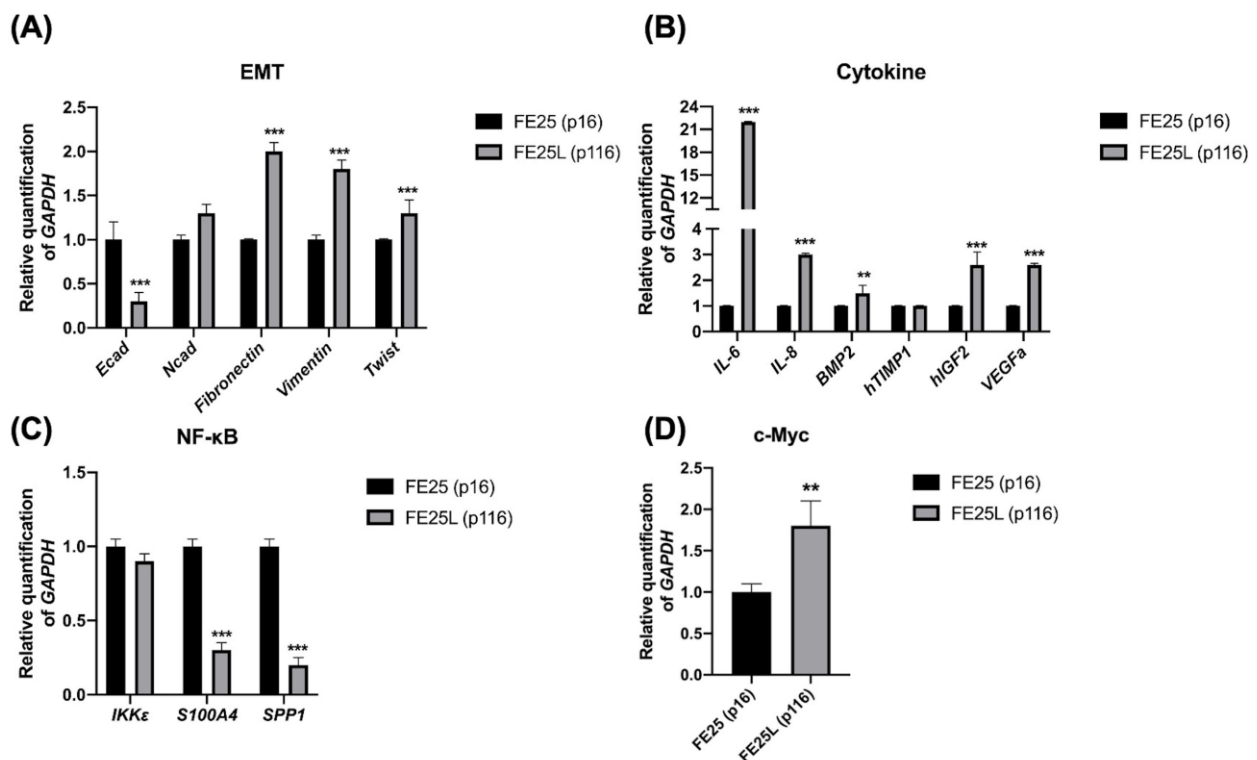 (A)
EMT
Relative quantification
of GAPDH
2.5
2.0
1.5
1.0
0.5
0.0
***
***
***
***
Ecad
Ncad
Fibronectin
Vimentin
Twist
FE25 (p16)
FE25L (p116)
(B)
Cytokine
Relative quantification
of GAPDH
24
21
18
15
12
4
3
2
1
0
***
***
**
***
***
IL-6
IL-8
BMP2
hTIMP1
hIGF2
VEGFa
FE25 (p16)
FE25L (p116)
(C)
NF-κB
Relative quantification
of GAPDH
1.5
1.0
0.5
0.0
***
***
IKKε
S100A4
SPP1
FE25 (p16)
FE25L (p116)
(D)
c-Myc
Relative quantification
of GAPDH
2.5
2.0
1.5
1.0
0.5
0.0
**
FE25 (p16)
FE25L (p116)
FE25 (p16)
FE25L (p116)